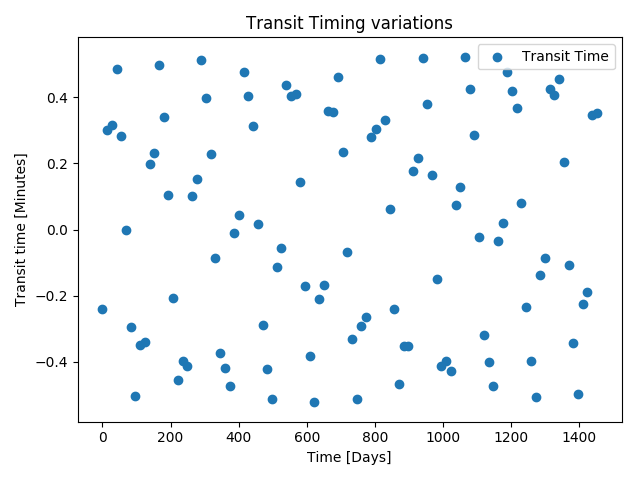 Transit Timing variations
Transit Time
Transit time [Minutes]
0.4
0.2
0.0
−0.2
−0.4
0 200 400 600 800 1000 1200 1400
Time [Days]